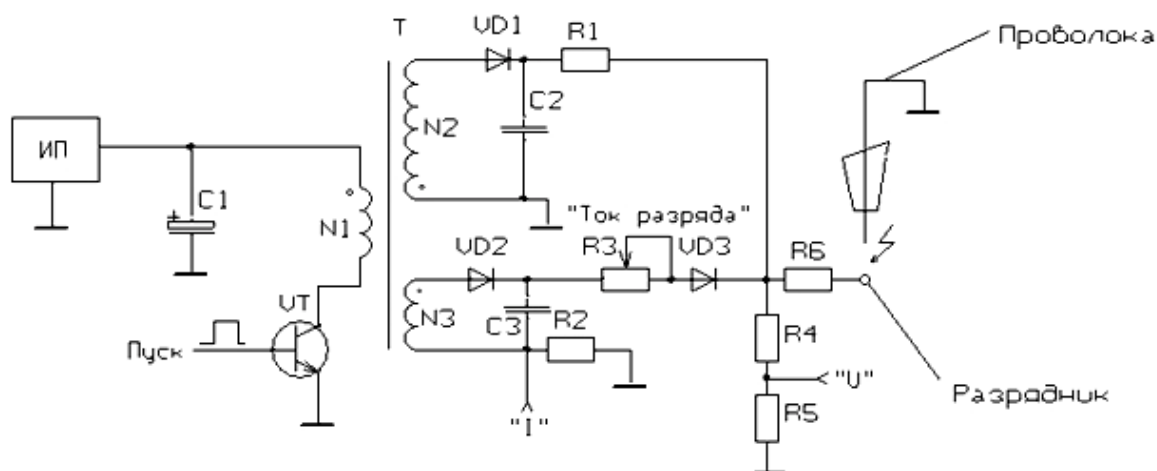 T
VD1
R1
Проволока
C2
ИП
N2
C1
N1
"Ток разряда"
VD2
R3
VD3
R6
VT
N3
C3
R2
R4
Пуск
"U"
Разрядник
R5
"I"